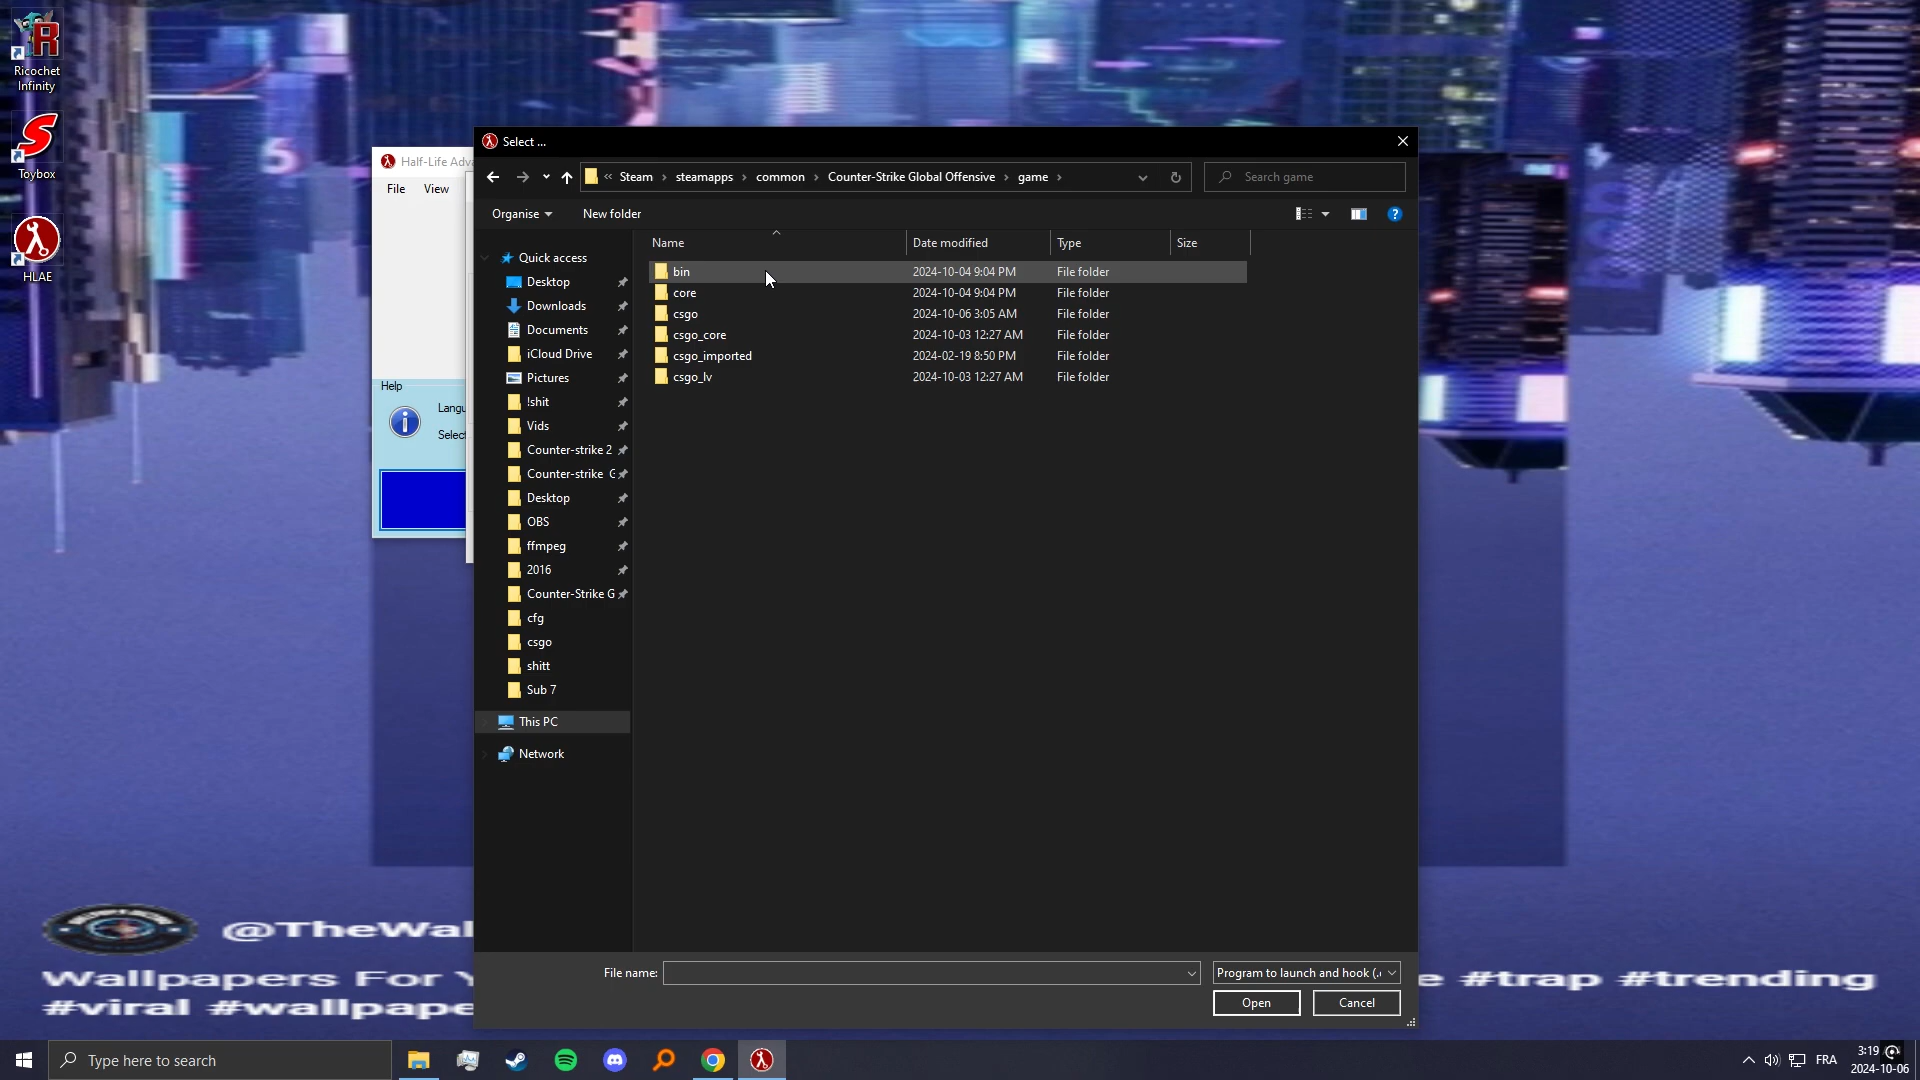 Ricochet
Infinity
Toybox
HLAE
Half-Life Adva
File
View
Help
Langu
Select
Select ...
Steam
steamapps
common
Counter-Strike Global Offensive
game
Search game
Organise
New folder
Name
Date modified
Type
Size
Quick access
Desktop
Downloads
Documents
iCloud Drive
Pictures
!shit
Vids
Counter-strike 2
Counter-strike G
Desktop
OBS
ffmpeg
2016
Counter-Strike G
cfg
csgo
shitt
Sub 7
This PC
Network
bin 2024-10-04 9:04 PM File folder
core 2024-10-04 9:04 PM File folder
csgo 2024-10-06 3:05 AM File folder
csgo_core 2024-10-03 12:27 AM File folder
csgo_imported 2024-02-19 8:50 PM File folder
csgo_lv 2024-10-03 12:27 AM File folder
File name:
Program to launch and hook (.
Open
Cancel
@TheWal
Wallpapers For Y
e #trap #trending
#viral #wallpape
Type here to search
FRA
3:19
2024-10-06